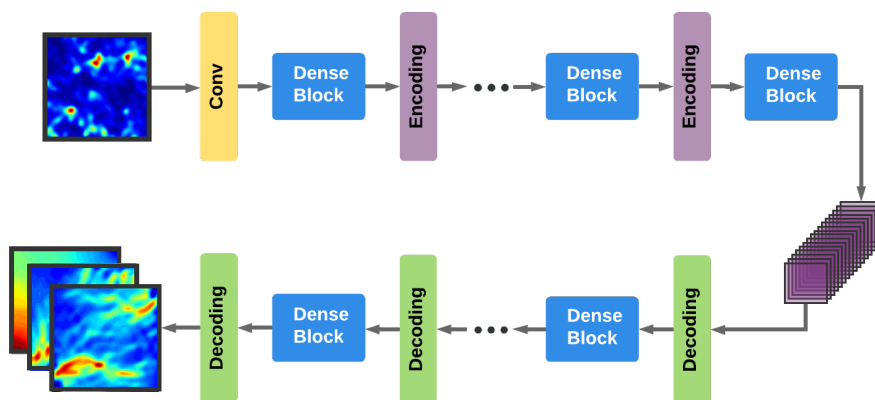 Conv
Dense
Block
Encoding
Dense
Block
Encoding
Dense
Block
Decoding
Dense
Block
Decoding
Dense
Block
Decoding